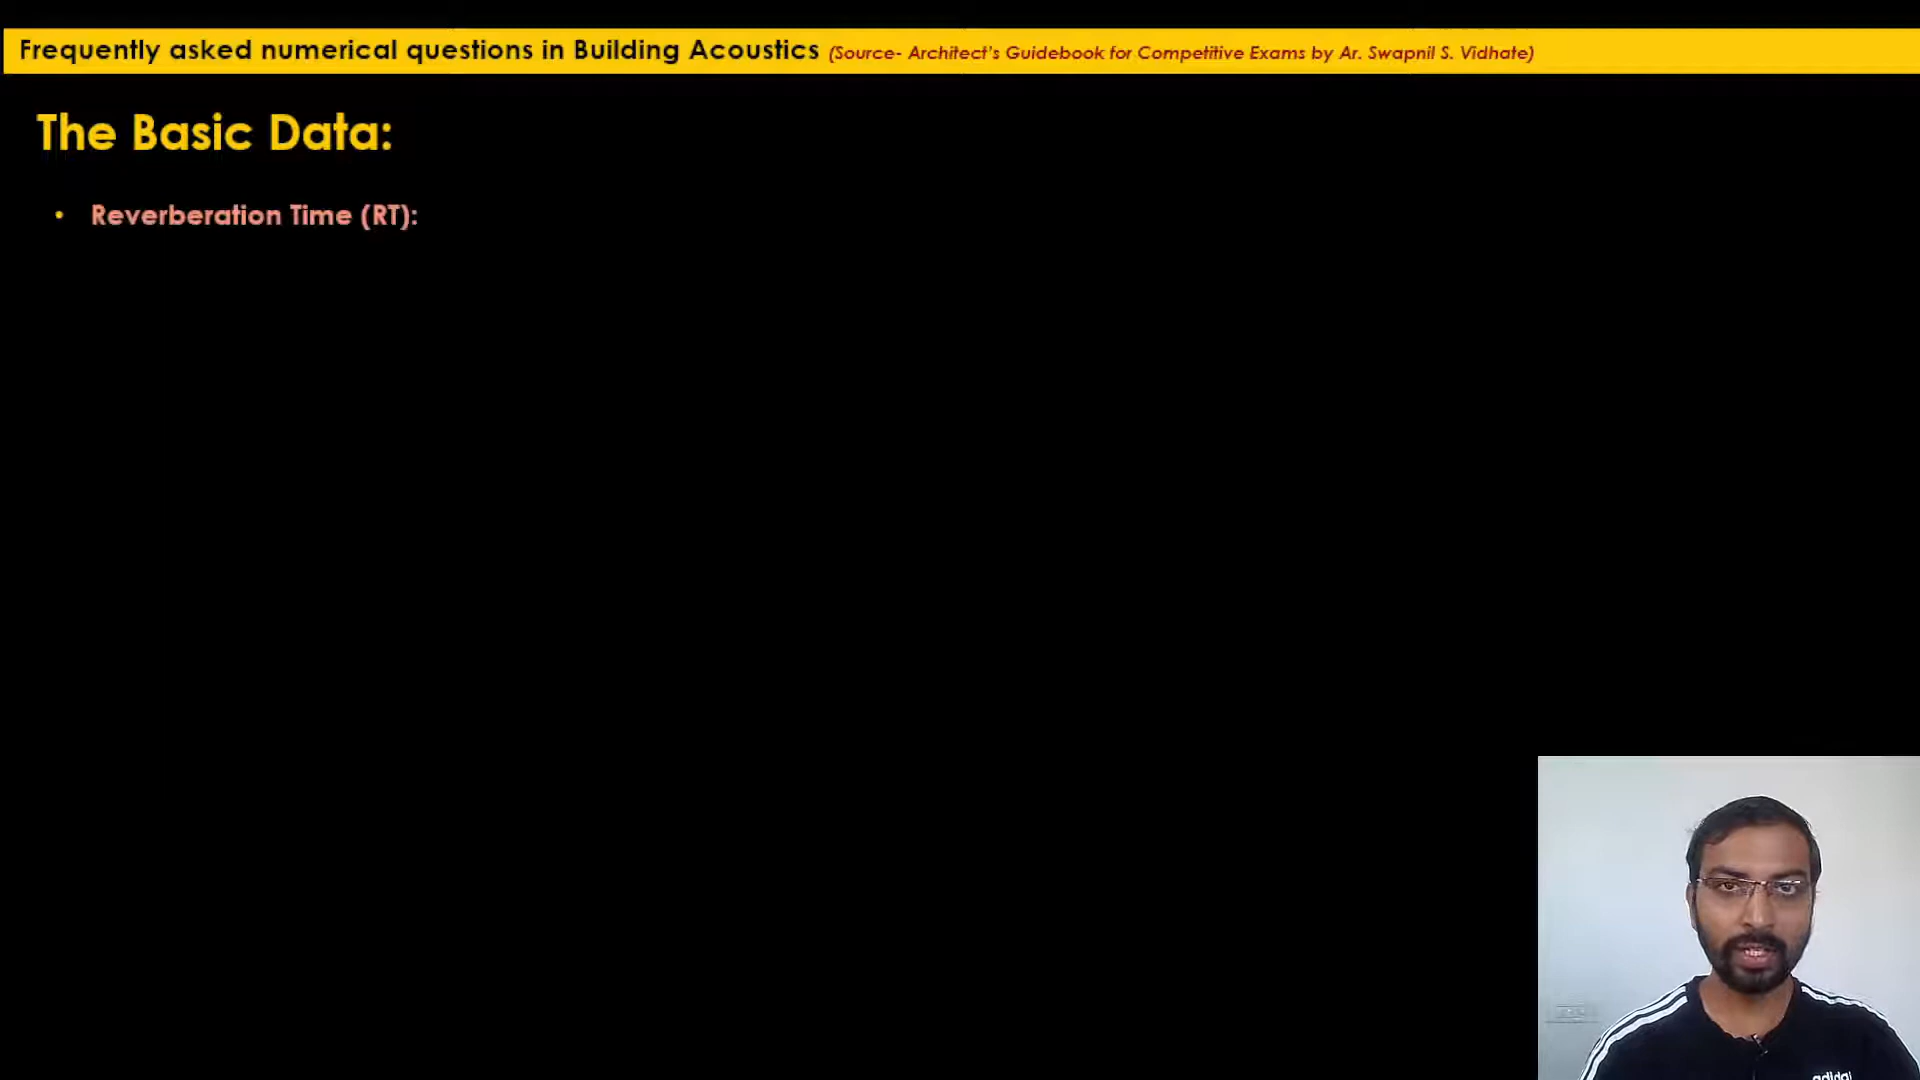 Frequently asked numerical questions in Building Acoustics (Source- Architect's Guidebook for Competitive Exams by Ar. Swapnil S. Vidhate)
The Basic Data:
• Reverberation Time (RT):
adidas